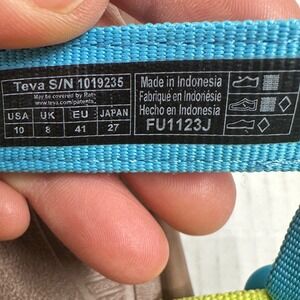 Teva S/N 1019235
May be covered by Pats.
www.teva.com/patents
USA UK EU JAPAN
10 8 41 27
Made in Indonesia
Fabriqué en Indonésie
Hecho en Indonesia
FU1123J